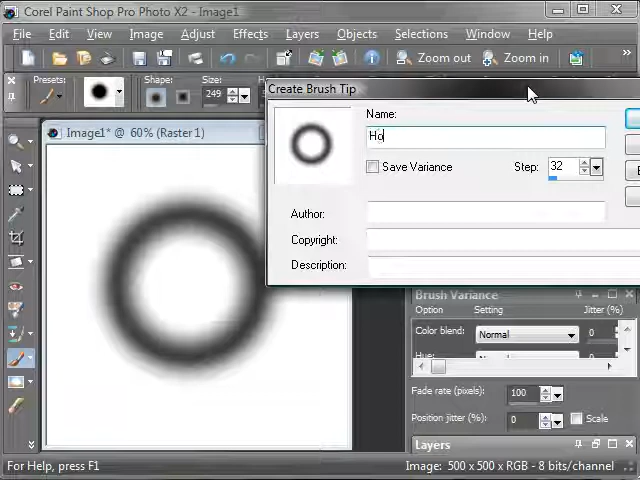 Corel Paint Shop Pro Photo X2 - Image1
File Edit View Image Adjust Effects Layers Objects Selections Window Help
Zoom out Zoom in
Presets: Shape: Size:
249
Create Brush Tip
Name:
Ho
Save Variance Step: 32
Author:
Copyright:
Description:
Image1* @ 60% (Raster 1)
Brush Variance
Option Setting Jitter (%)
Color blend: Normal 0
Hue:
Fade rate (pixels): 100
Position jitter (%): 0 Scale
Layers
For Help, press F1
Image: 500 x 500 x RGB - 8 bits/channel